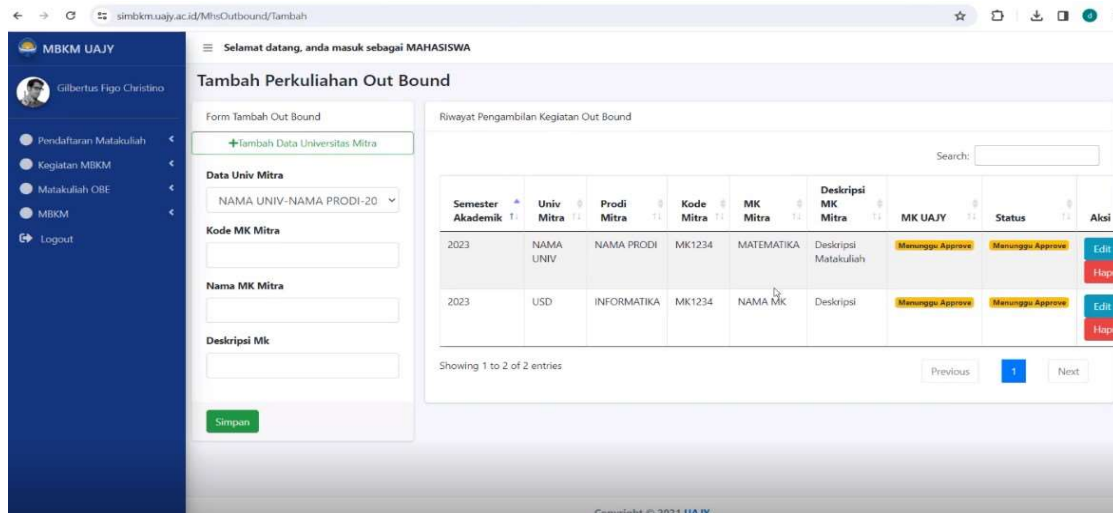 simbkm.uajy.ac.id/MhsOutbound/Tambah
MBKM UAJY
Selamat datang, anda masuk sebagai MAHASISWA
Gilbertus Figo Christino
Pendaftaran Matakuliah
Kegiatan MBKM
Matakuliah OBE
MBKM
Logout
Tambah Perkuliahan Out Bound
Form Tambah Out Bound
+Tambah Data Universitas Mitra
Data Univ Mitra
NAMA UNIV-NAMA PRODI-20
Kode MK Mitra
Nama MK Mitra
Deskripsi Mk
Simpan
Riwayat Pengambilan Kegiatan Out Bound
Search:
Semester Akademik Univ Mitra Prodi Mitra Kode Mitra MK Mitra Deskripsi MK Mitra MK UAJY Status Aksi
2023 NAMA UNIV NAMA PRODI MK1234 MATEMATIKA Deskripsi Matakuliah Menunggu Approve Menunggu Approve Edit
Hap
2023 USD INFORMATIKA MK1234 NAMA MK Deskripsi Menunggu Approve Menunggu Approve Edit
Hap
Showing 1 to 2 of 2 entries
Previous 1 Next
Copyright © 2021 UAJY